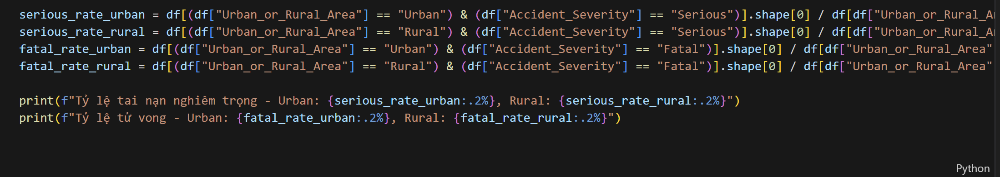 serious_rate_urban = df[(df["Urban_or_Rural_Area"] == "Urban") & (df["Accident_Severity"] == "Serious")].shape[0] / df[df["Urban_or_Rural_A
serious_rate_rural = df[(df["Urban_or_Rural_Area"] == "Rural") & (df["Accident_Severity"] == "Serious")].shape[0] / df[df["Urban_or_Rural_A
fatal_rate_urban = df[(df["Urban_or_Rural_Area"] == "Urban") & (df["Accident_Severity"] == "Fatal")].shape[0] / df[df["Urban_or_Rural_Area"
fatal_rate_rural = df[(df["Urban_or_Rural_Area"] == "Rural") & (df["Accident_Severity"] == "Fatal")].shape[0] / df[df["Urban_or_Rural_Area"
print(f"Tỷ lệ tai nạn nghiêm trọng - Urban: {serious_rate_urban:.2%}, Rural: {serious_rate_rural:.2%}")
print(f"Tỷ lệ tử vong - Urban: {fatal_rate_urban:.2%}, Rural: {fatal_rate_rural:.2%}")
Python